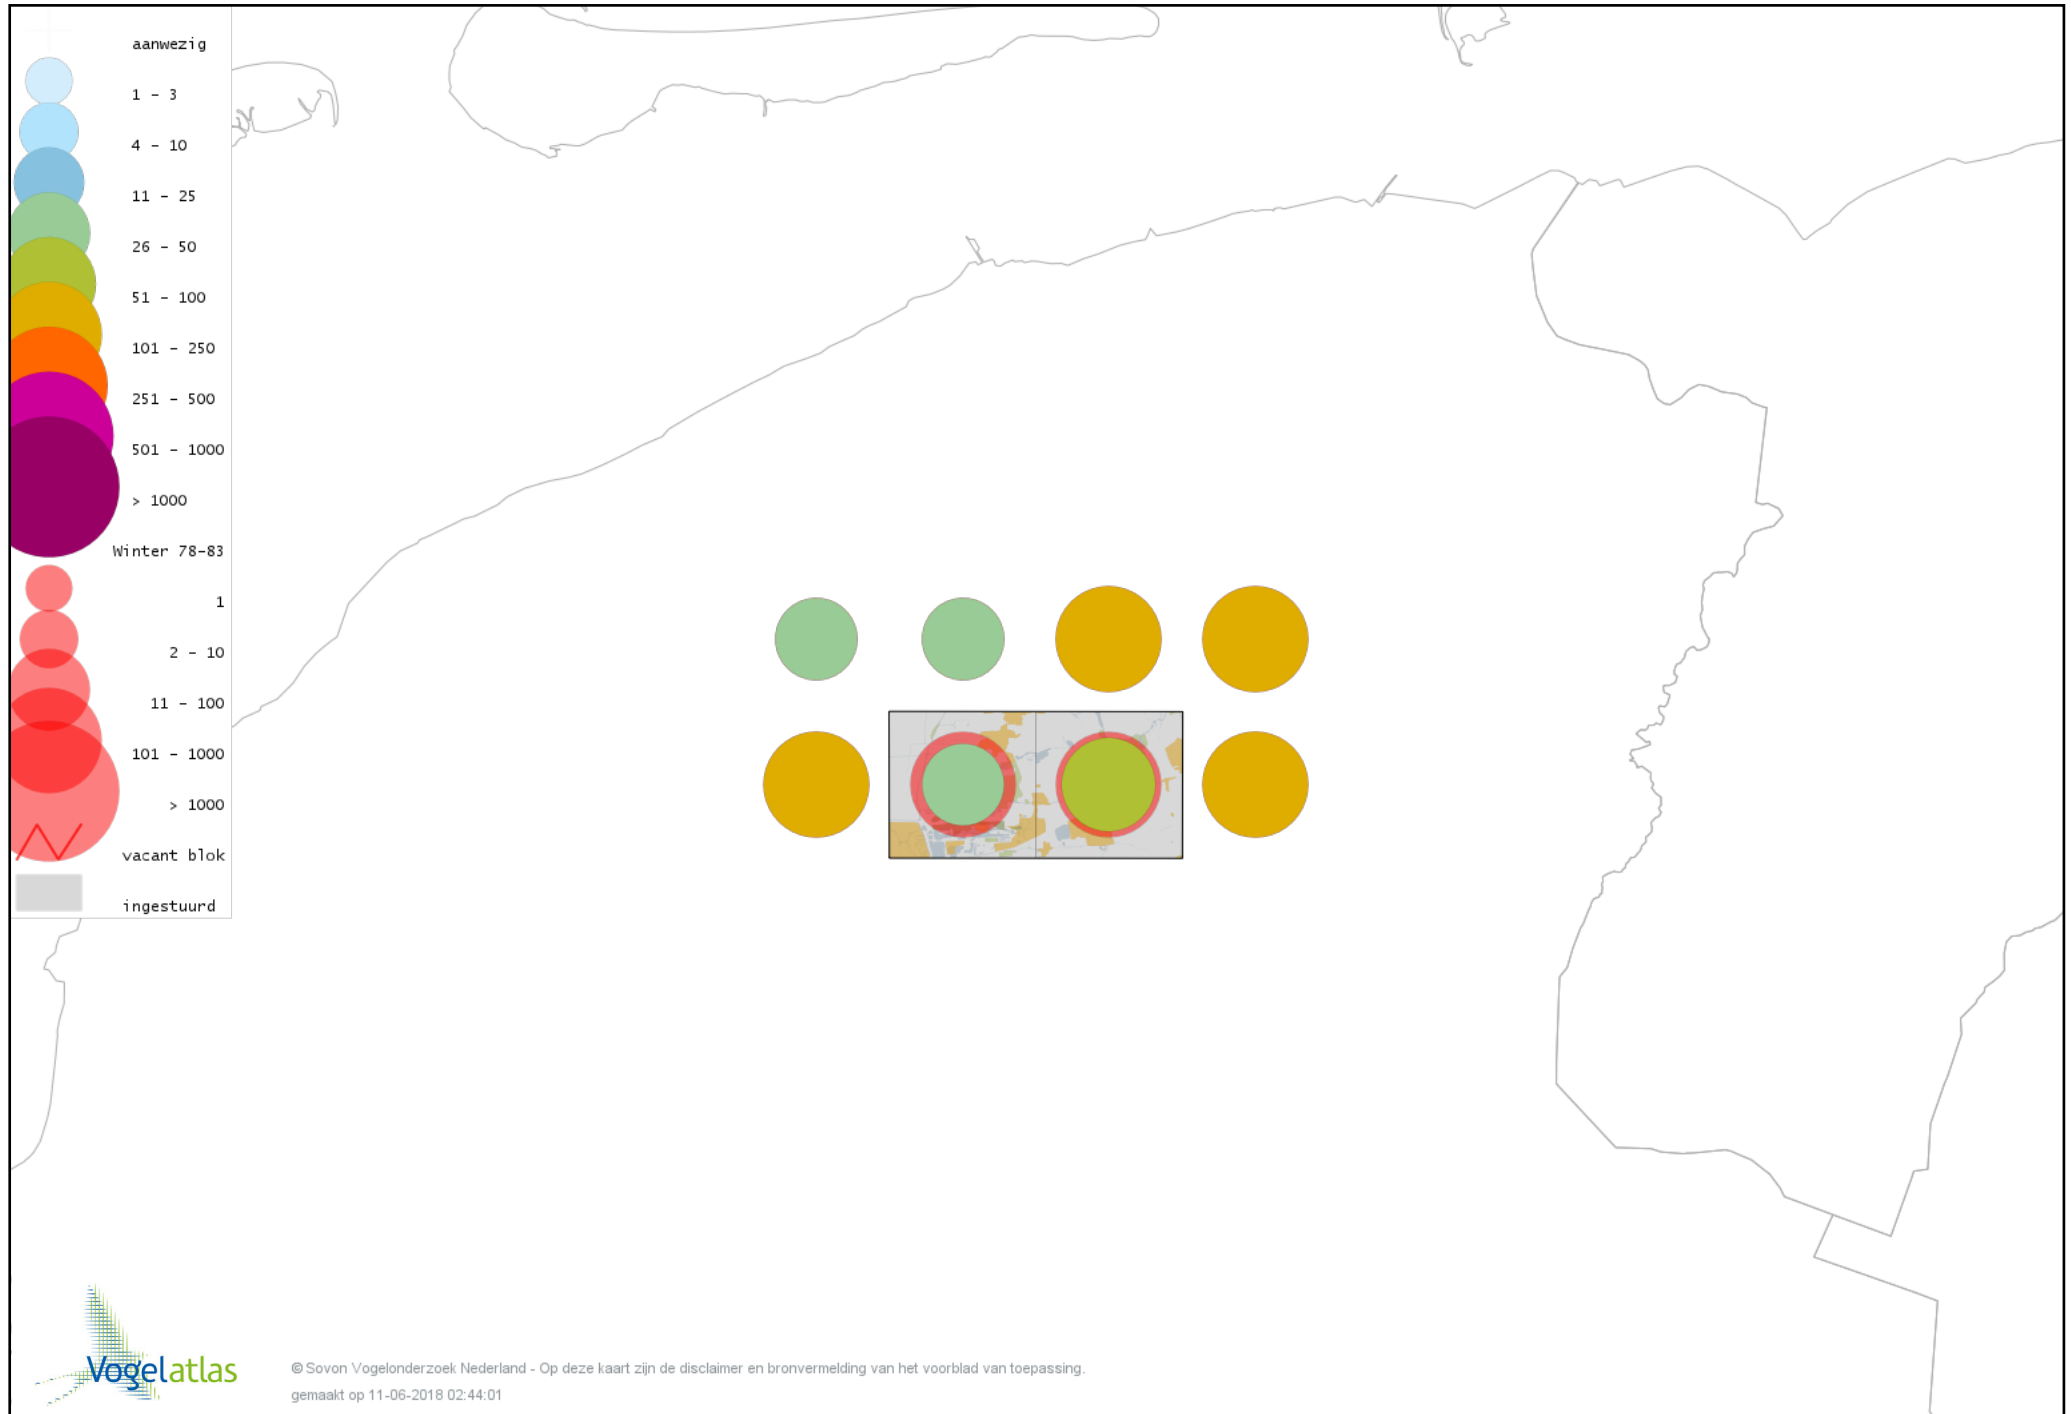 aanwezig
1 - 3
4 - 10
11 - 25
26 - 50
51 - 100
101 - 250
251 - 500
501 - 1000
> 1000
Winter 78-83
1
2 - 10
11 - 100
101 - 1000
> 1000
vacant blok
ingestuurd
Vogelatlas
© Sovon Vogelonderzoek Nederland - Op deze kaart zijn de disclaimer en bronvermelding van het voorblad van toepassing.
gemaakt op 11-06-2018 02:44:01